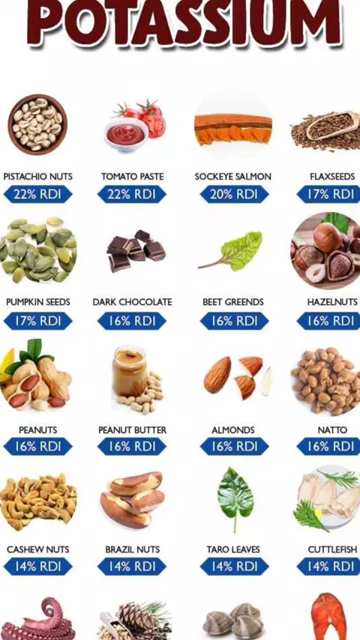 POTASSIUM
PISTACHIO NUTS
22% RDI
TOMATO PASTE
22% RDI
SOCKEYE SALMON
20% RDI
FLAXSEEDS
17% RDI
PUMPKIN SEEDS
17% RDI
DARK CHOCOLATE
16% RDI
BEET GREENDS
16% RDI
HAZELNUTS
16% RDI
PEANUTS
16% RDI
PEANUT BUTTER
16% RDI
ALMONDS
16% RDI
NATTO
16% RDI
CASHEW NUTS
14% RDI
BRAZIL NUTS
14% RDI
TARO LEAVES
14% RDI
CUTTLEFISH
14% RDI